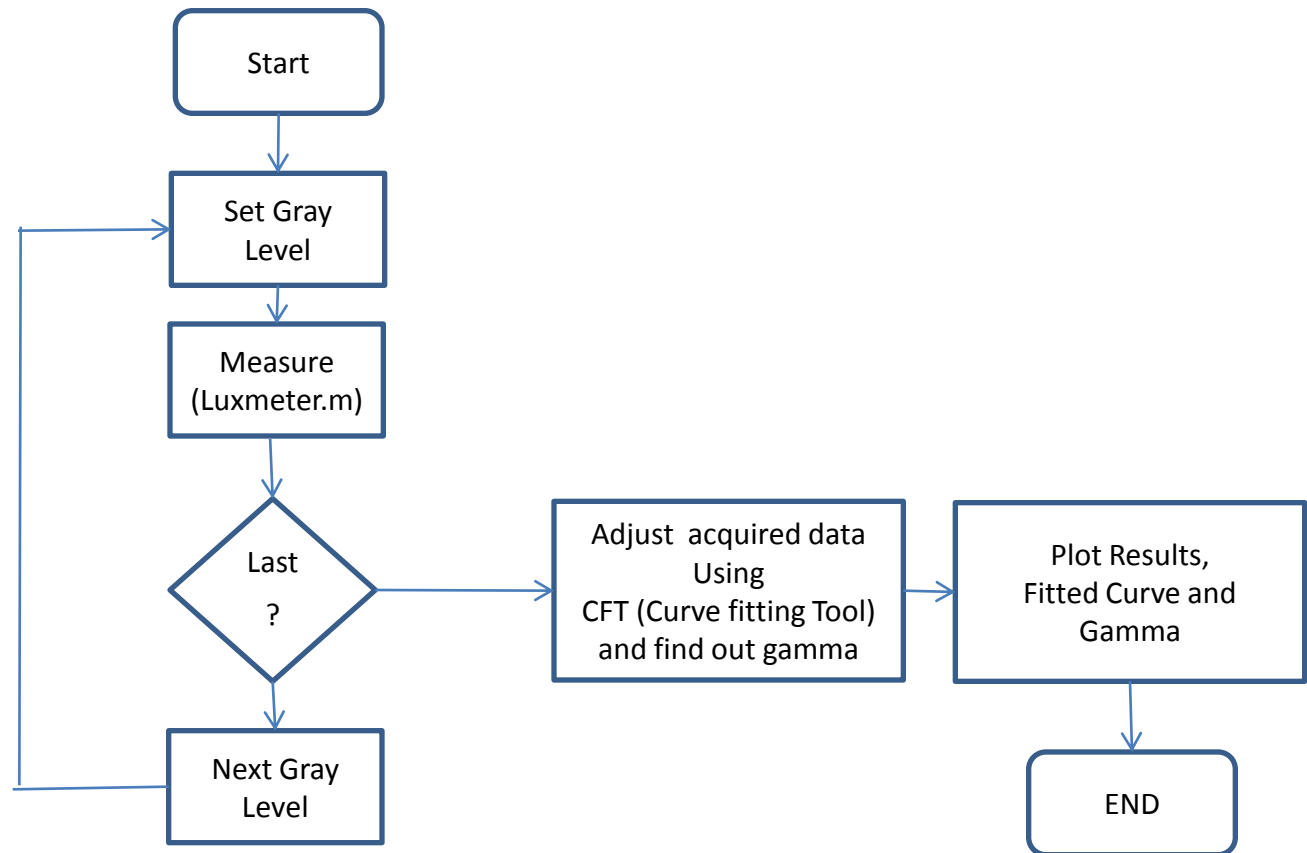 Start
Set Gray
Level
Measure
(Luxmeter.m)
Last
?
Next Gray
Level
Adjust  acquired data
Using
CFT (Curve fitting Tool)
and find out gamma
Plot Results,
Fitted Curve and
Gamma
END